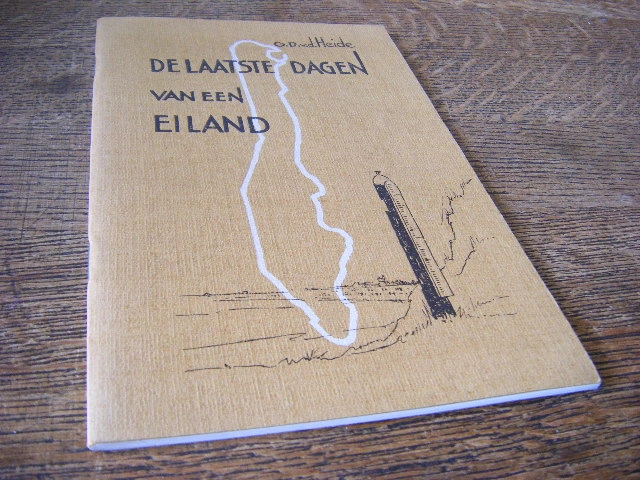 G.D.v.d.Heide
DE LAATSTE DAGEN
VAN EEN
EILAND